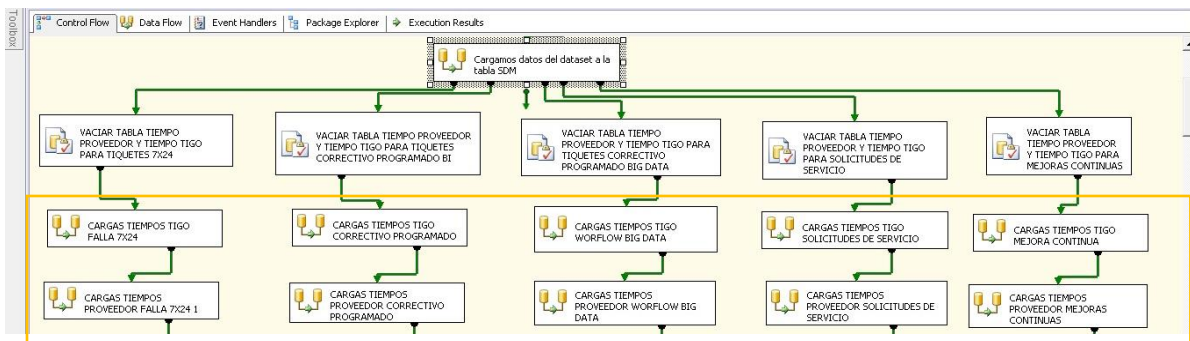 Toolbox
Control Flow
Data Flow
Event Handlers
Package Explorer
Execution Results
Cargamos datos del dataset a la
tabla SDM
VACIAR TABLA TIEMPO
PROVEEDOR Y TIEMPO TIGO
PARA TIQUETES 7X24
VACIAR TABLA TIEMPO PROVEEDOR
Y TIEMPO TIGO PARA TIQUETES
CORRECTIVO PROGRAMADO BI
VACIAR TABLA TIEMPO
PROVEEDOR Y TIEMPO TIGO PARA
TIQUETES CORRECTIVO
PROGRAMADO BIG DATA
VACIAR TABLA TIEMPO
PROVEEDOR Y TIEMPO TIGO
PARA SOLICITUDES DE
SERVICIO
VACIAR TABLA
TIEMPO PROVEEDOR
Y TIEMPO TIGO PARA
MEJORAS CONTINUAS
CARGAS TIEMPOS TIGO
FALLA 7X24
CARGAS TIEMPOS TIGO
CORRECTIVO PROGRAMADO
CARGAS TIEMPOS TIGO
WORFLOW BIG DATA
CARGAS TIEMPOS TIGO
SOLICITUDES DE SERVICIO
CARGAS TIEMPOS TIGO
MEJORA CONTINUA
CARGAS TIEMPOS
PROVEEDOR FALLA 7X24 1
CARGAS TIEMPOS
PROVEEDOR CORRECTIVO
PROGRAMADO
CARGAS TIEMPOS
PROVEEDOR WORFLOW BIG
DATA
CARGAS TIEMPOS
PROVEEDOR SOLICITUDES DE
SERVICIO
CARGAS TIEMPOS
PROVEEDOR MEJORAS
CONTINUAS